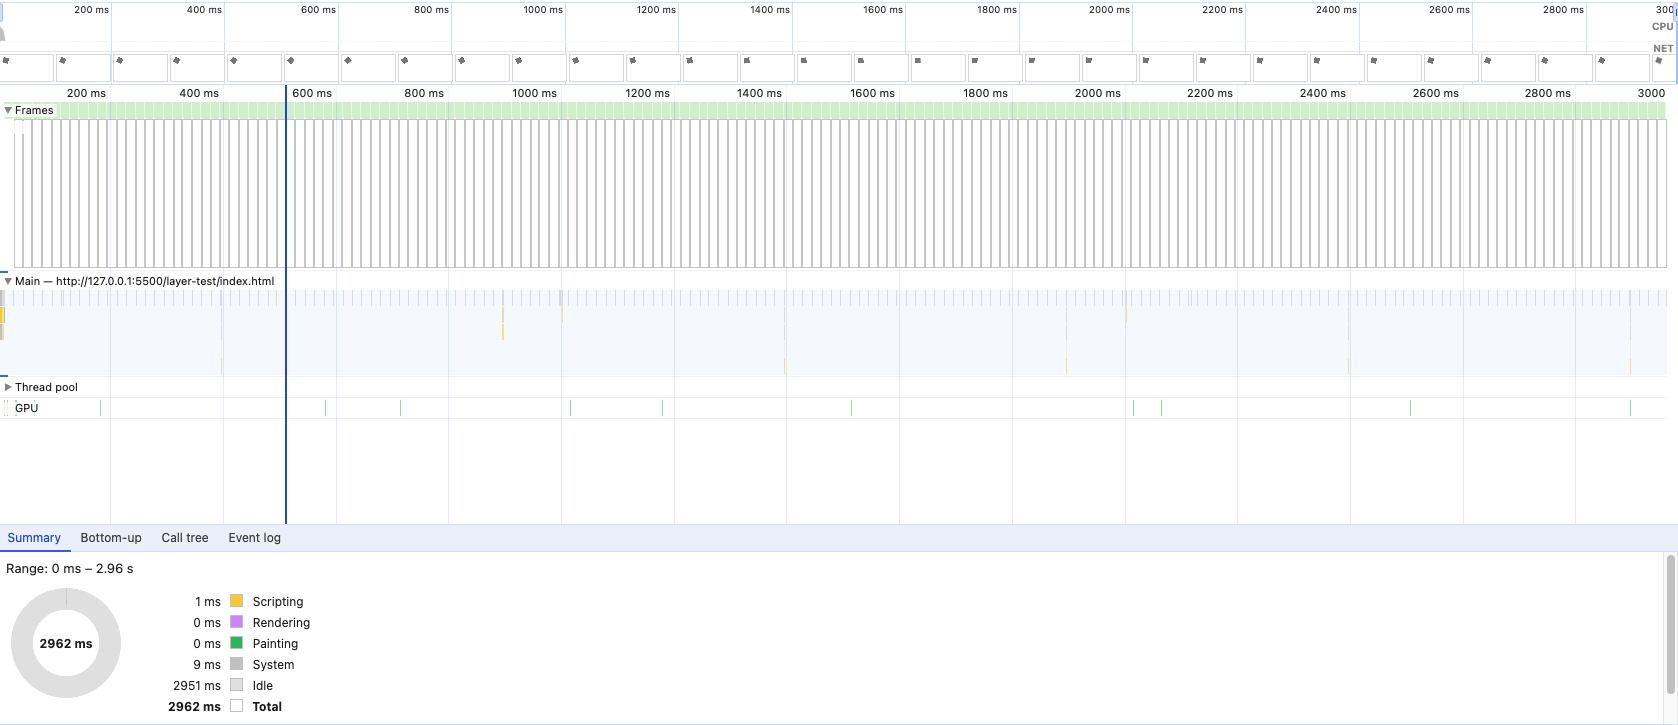 200 ms 400 ms 600 ms 800 ms 1000 ms 1200 ms 1400 ms 1600 ms 1800 ms 2000 ms 2200 ms 2400 ms 2600 ms 2800 ms 300
CPU
NET
200 ms 400 ms 600 ms 800 ms 1000 ms 1200 ms 1400 ms 1600 ms 1800 ms 2000 ms 2200 ms 2400 ms 2600 ms 2800 ms 3000
Frames
Main — http://127.0.0.1:5500/layer-test/index.html
Thread pool
GPU
Summary Bottom-up Call tree Event log
Range: 0 ms – 2.96 s
2962 ms
1 ms Scripting
0 ms Rendering
0 ms Painting
9 ms System
2951 ms Idle
2962 ms Total